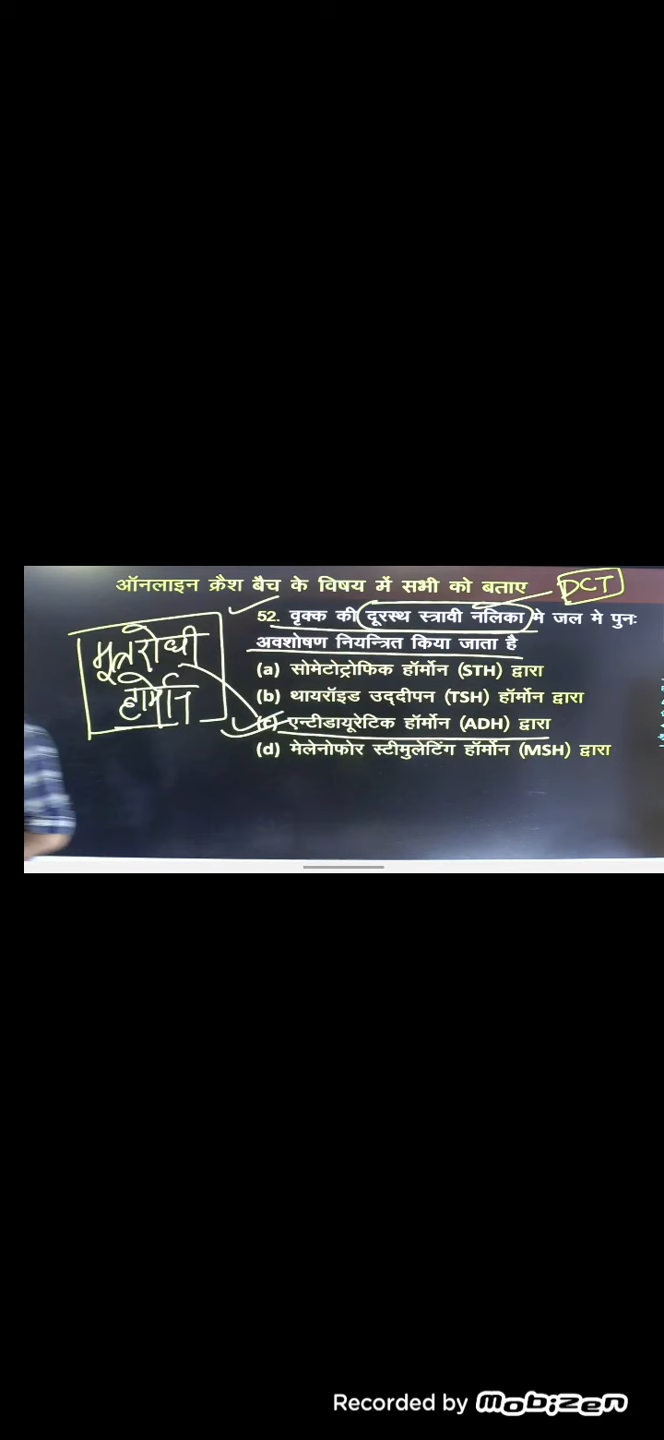 ऑनलाइन क्रैश बैच के विषय में सभी को बताए DCT
52. वृक्क की दूरस्थ स्त्रावी नलिका मे जल मे पुनः
अवशोषण नियन्त्रित किया जाता है
मूत्ररोधी
हार्मोन
(a) सोमेटोट्रोफिक हॉर्मोन (STH) द्वारा
(b) थायरॉइड उद्दीपन (TSH) हॉर्मोन द्वारा
(c) एन्टीडायूरेटिक हॉर्मोन (ADH) द्वारा
(d) मेलेनोफोर स्टीमुलेटिंग हॉर्मोन (MSH) द्वारा
Recorded by mobizen